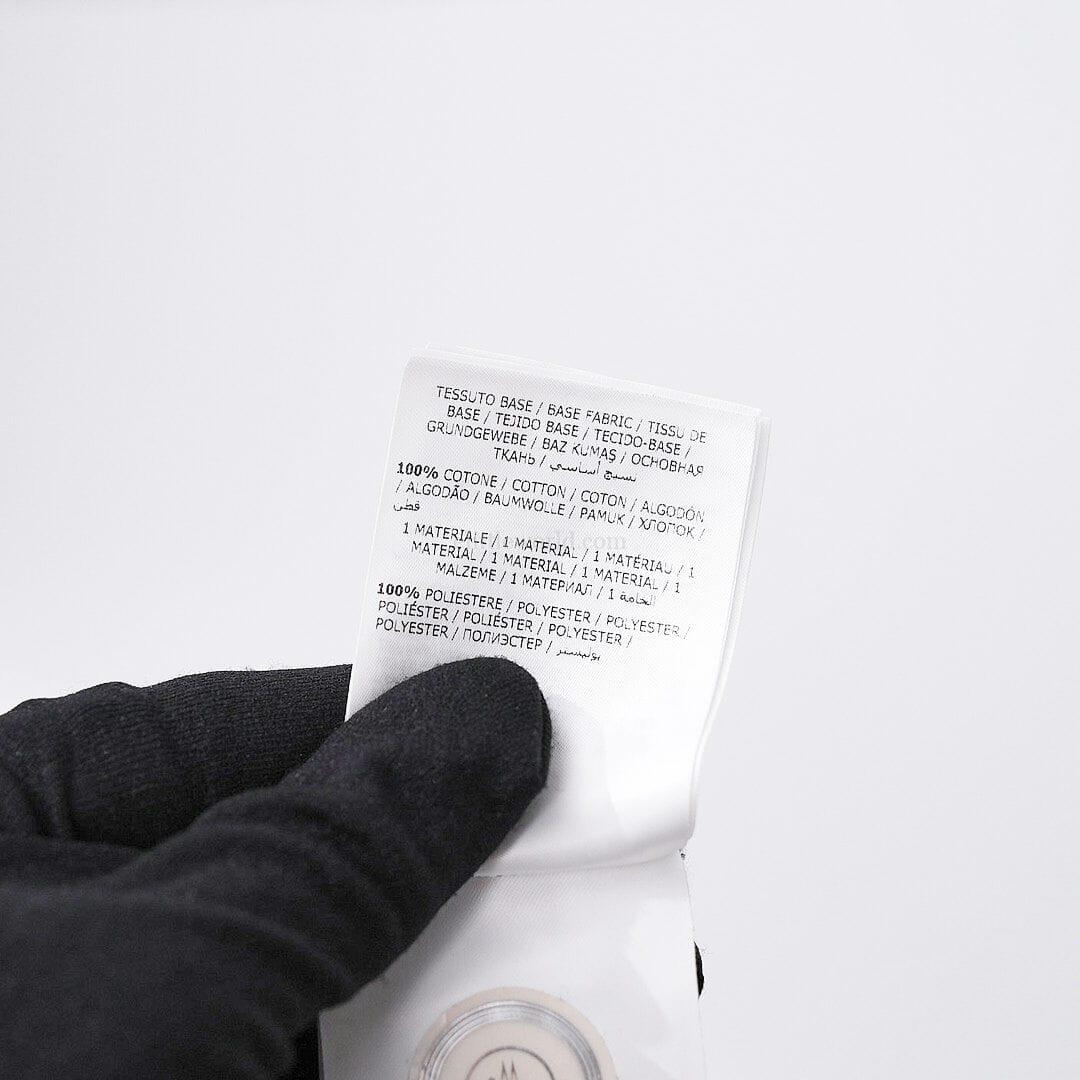 TESSUTO BASE / BASE FABRIC / TISSU DE
BASE / TEJIDO BASE / TECIDO-BASE /
GRUNDGEWEBE / BAZ KUMAŞ / ОСНОВНАЯ
ТКАНЬ / نسيج أساسي
100% COTONE / COTTON / COTON / ALGODÓN
/ ALGODÃO / BAUMWOLLE / PAMUK / ХЛОПОК /
قطن
1 MATERIALE / 1 MATERIAL / 1 MATÉRIAU / 1
MATERIAL / 1 MATERIAL / 1 MATERIAL / 1
MALZEME / 1 МАТЕРИАЛ / 1 الخامة
100% POLIESTERE / POLYESTER / POLYESTER /
POLIÉSTER / POLIÉSTER / POLYESTER /
POLYESTER / ПОЛИЭСТЕР / بوليستر